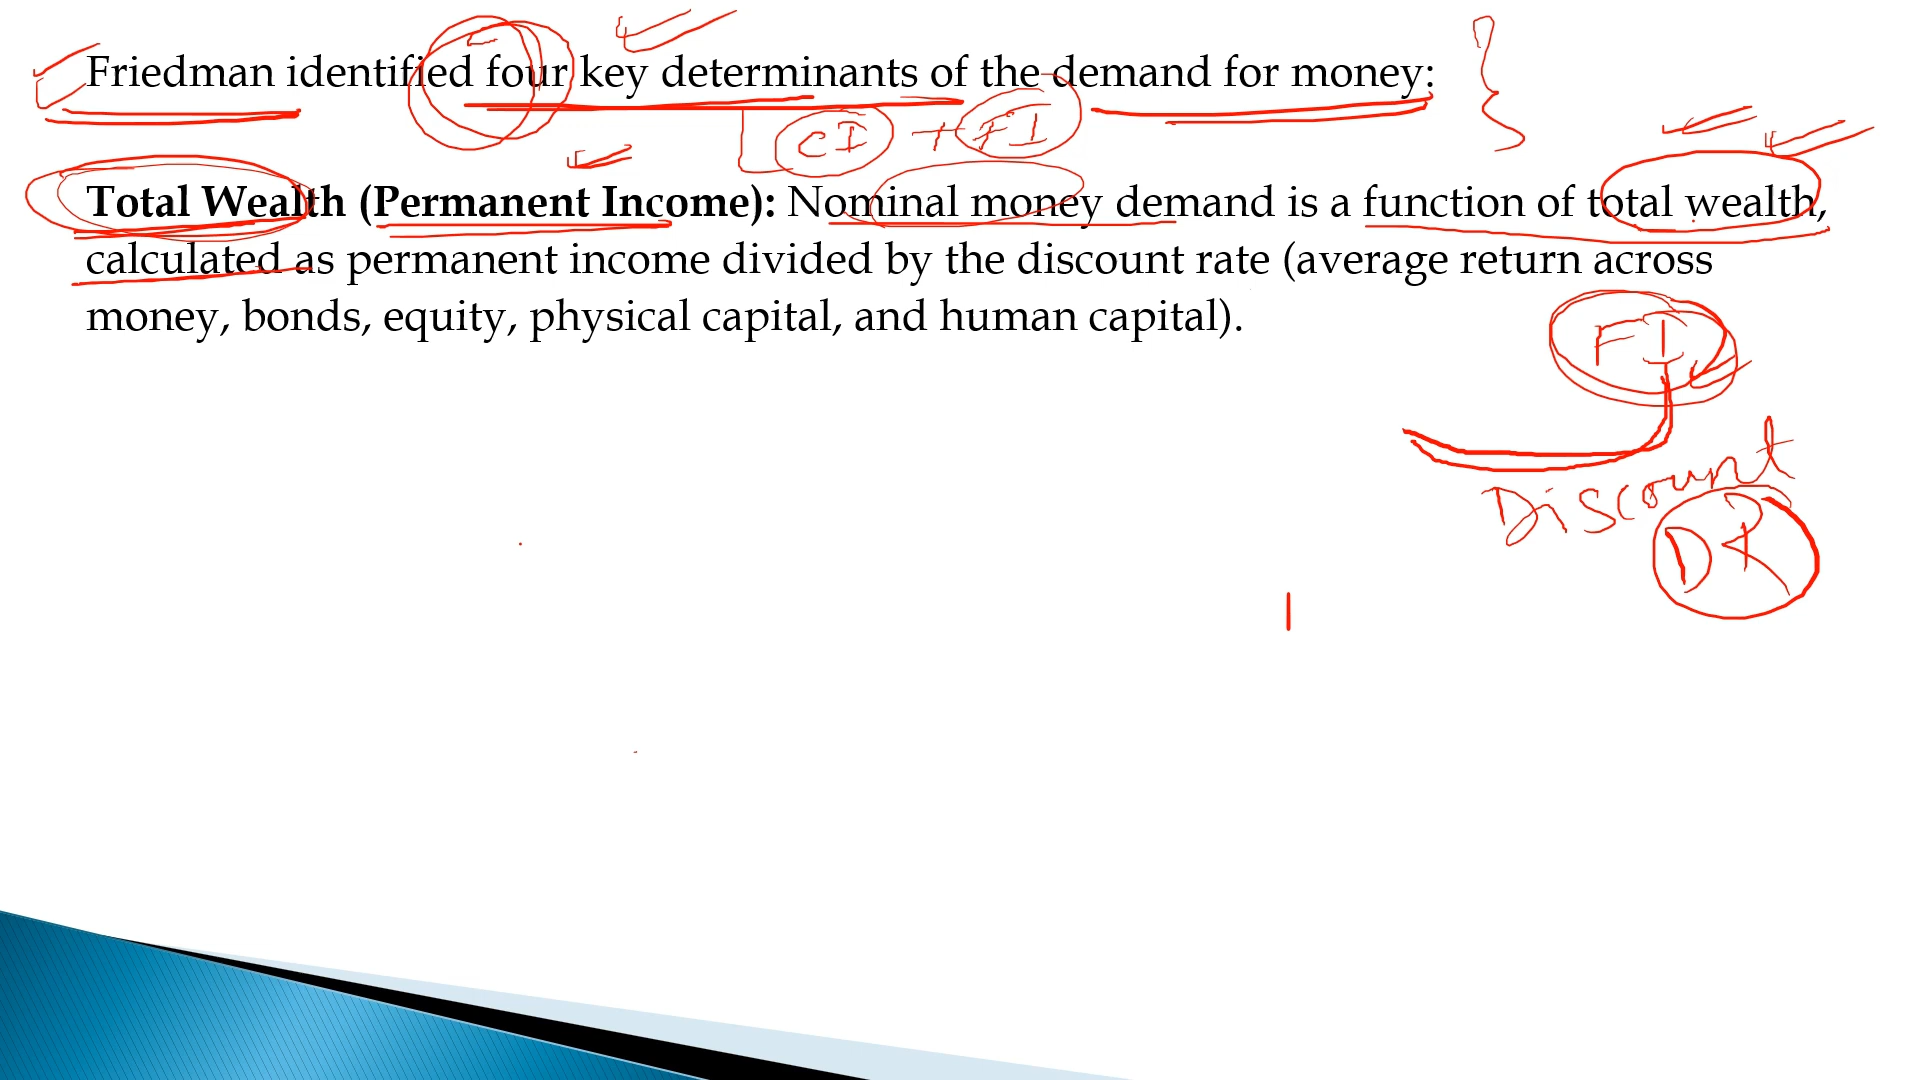 Friedman identified four key determinants of the demand for money:
CI + FI
Total Wealth (Permanent Income): Nominal money demand is a function of total wealth,
calculated as permanent income divided by the discount rate (average return across
money, bonds, equity, physical capital, and human capital).
FI
Discount
DR